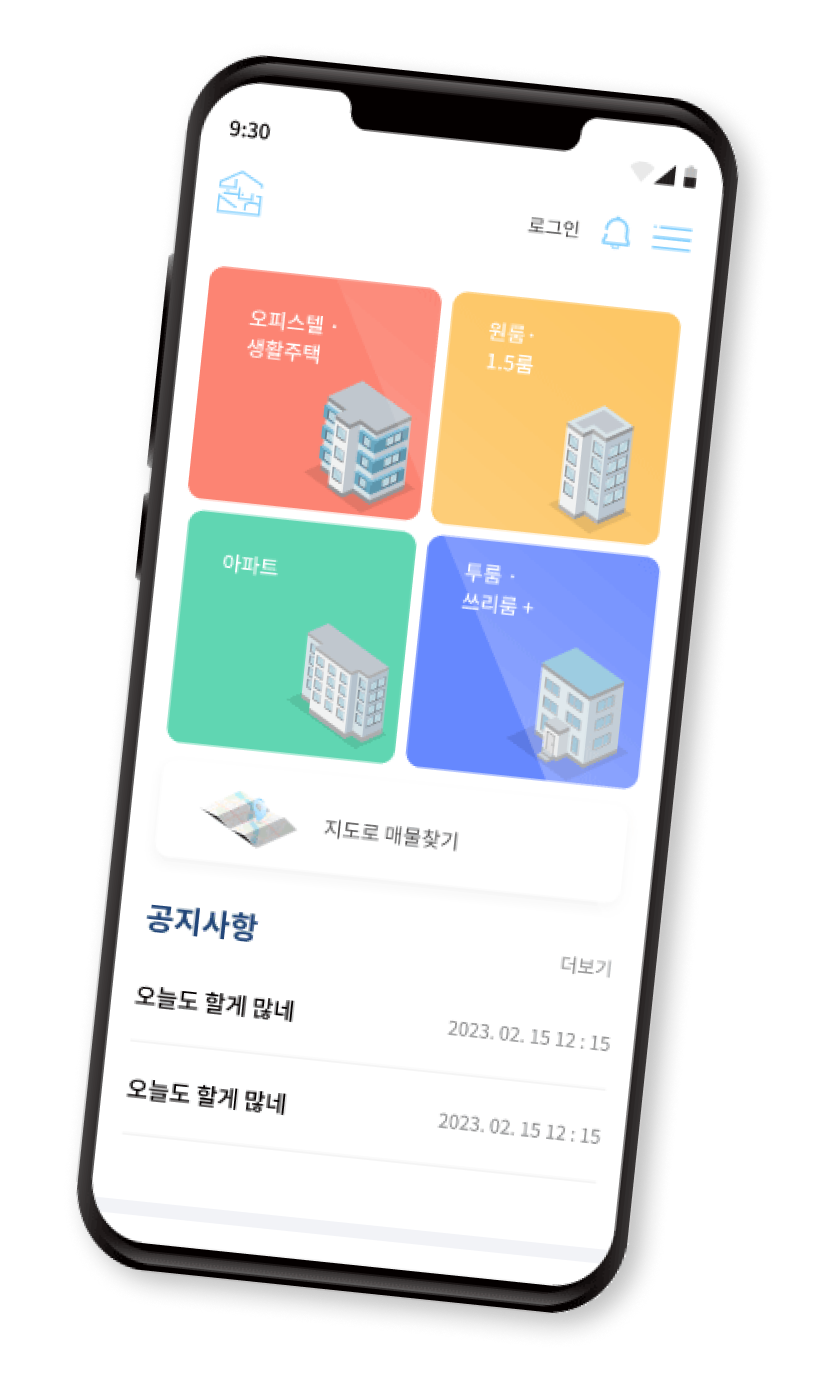 9:30
로그인
오피스텔 ·
생활주택
원룸·
1.5룸
아파트
투룸 ·
쓰리룸 +
지도로 매물찾기
공지사항
더보기
오늘도 할게 많네
2023. 02. 15 12 : 15
오늘도 할게 많네
2023. 02. 15 12 : 15